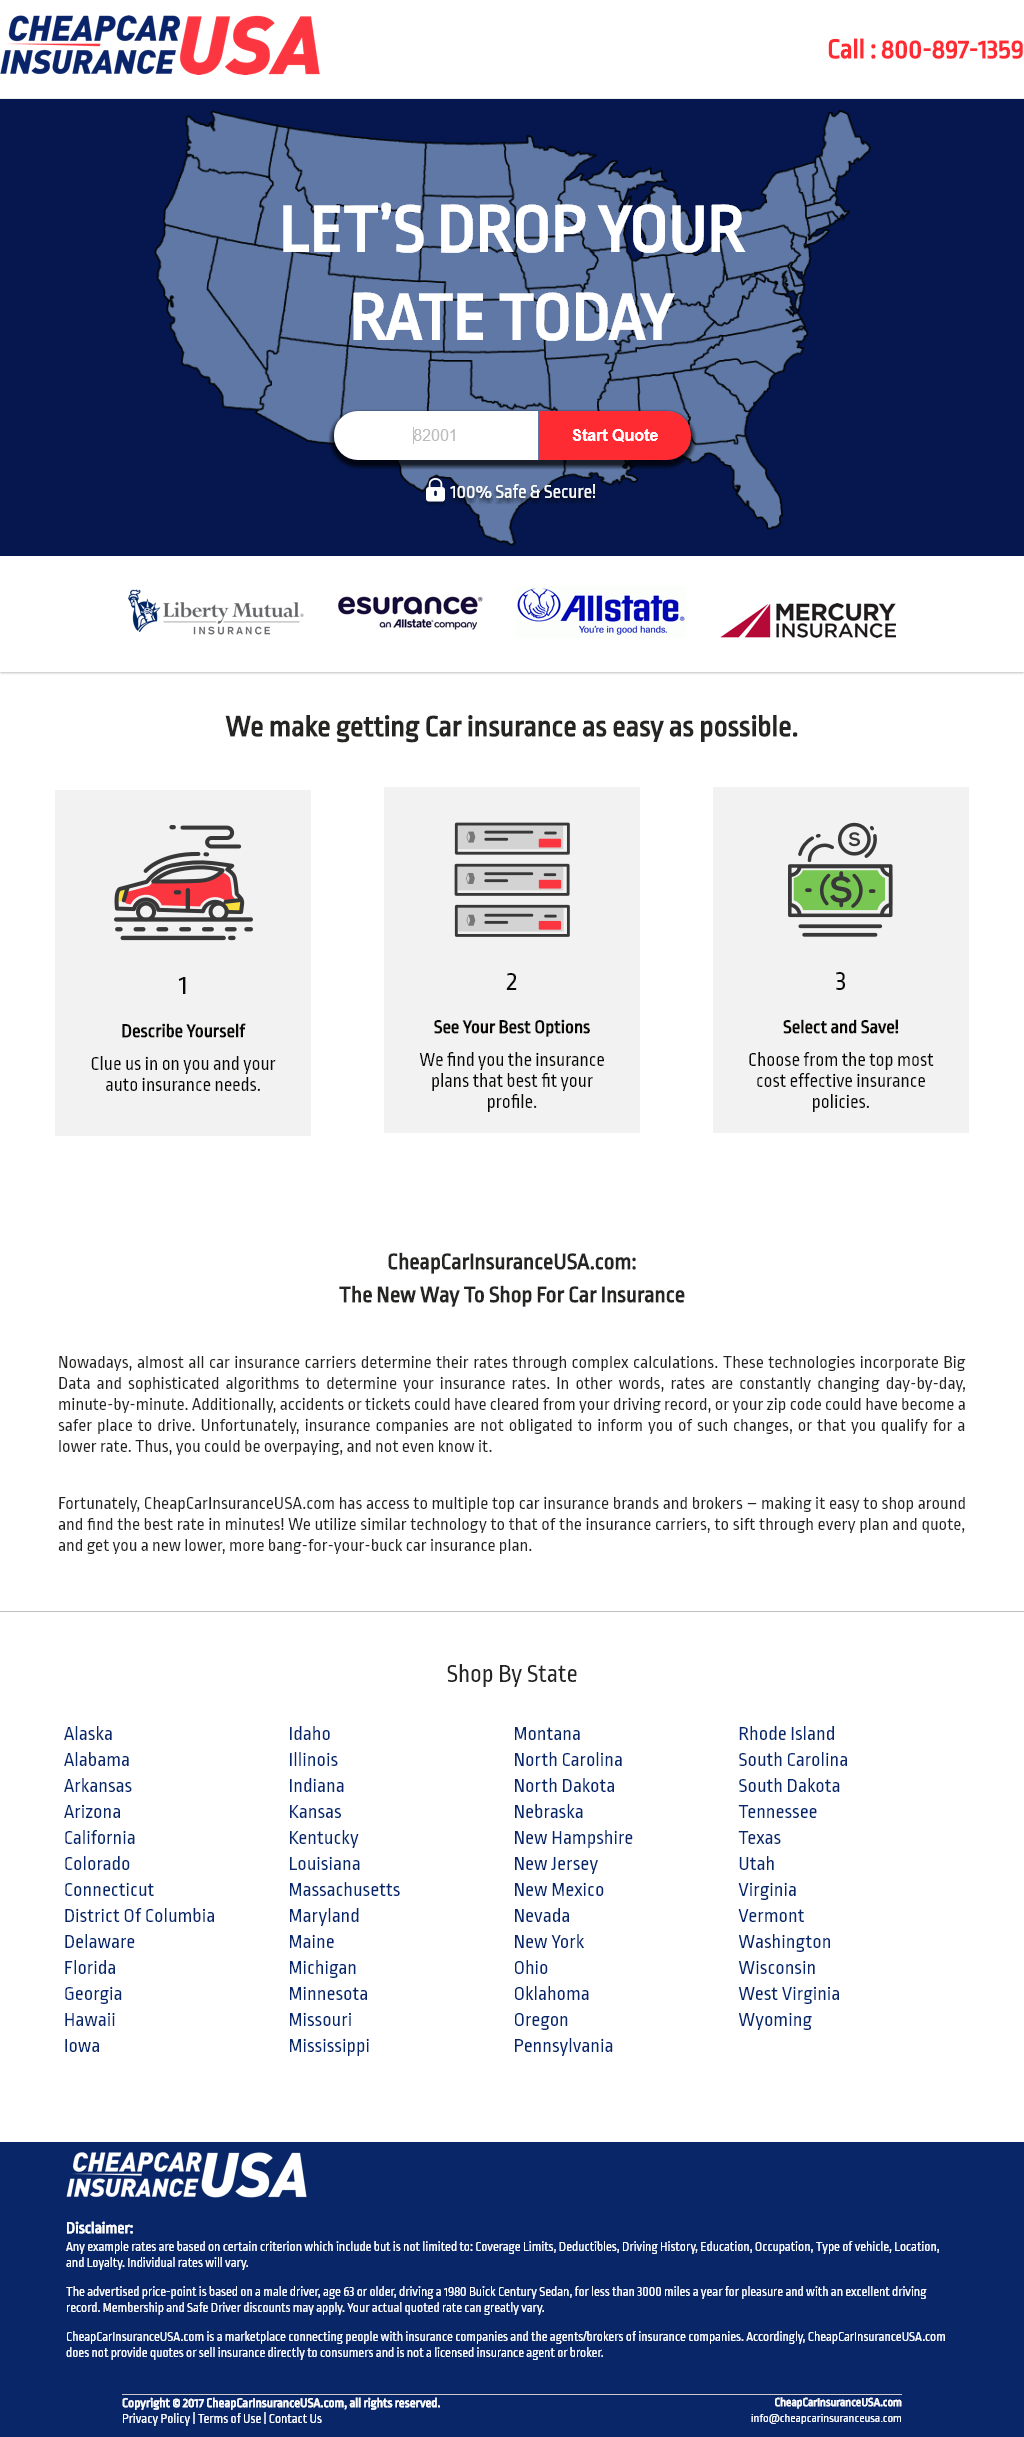 CHEAPCAR
INSURANCE USA
Call : 800-897-1359
LET'S DROP YOUR
RATE TODAY
82001
Start Quote
100% Safe & Secure!
Liberty Mutual®
INSURANCE
esurance®
an Allstate® company
Allstate®
You're in good hands.
MERCURY
INSURANCE
We make getting Car insurance as easy as possible.
1
Describe Yourself
Clue us in on you and your
auto insurance needs.
2
See Your Best Options
We find you the insurance
plans that best fit your
profile.
S
($)
3
Select and Save!
Choose from the top most
cost effective insurance
policies.
CheapCarInsuranceUSA.com:
The New Way To Shop For Car Insurance
Nowadays, almost all car insurance carriers determine their rates through complex calculations. These technologies incorporate Big
Data and sophisticated algorithms to determine your insurance rates. In other words, rates are constantly changing day-by-day,
minute-by-minute. Additionally, accidents or tickets could have cleared from your driving record, or your zip code could have become a
safer place to drive. Unfortunately, insurance companies are not obligated to inform you of such changes, or that you qualify for a
lower rate. Thus, you could be overpaying, and not even know it.
Fortunately, CheapCarInsuranceUSA.com has access to multiple top car insurance brands and brokers – making it easy to shop around
and find the best rate in minutes! We utilize similar technology to that of the insurance carriers, to sift through every plan and quote,
and get you a new lower, more bang-for-your-buck car insurance plan.
Shop By State
Alaska
Alabama
Arkansas
Arizona
California
Colorado
Connecticut
District Of Columbia
Delaware
Florida
Georgia
Hawaii
Iowa
Idaho
Illinois
Indiana
Kansas
Kentucky
Louisiana
Massachusetts
Maryland
Maine
Michigan
Minnesota
Missouri
Mississippi
Montana
North Carolina
North Dakota
Nebraska
New Hampshire
New Jersey
New Mexico
Nevada
New York
Ohio
Oklahoma
Oregon
Pennsylvania
Rhode Island
South Carolina
South Dakota
Tennessee
Texas
Utah
Virginia
Vermont
Washington
Wisconsin
West Virginia
Wyoming
CHEAPCAR
INSURANCE USA
Disclaimer:
Any example rates are based on certain criterion which include but is not limited to: Coverage Limits, Deductibles, Driving History, Education, Occupation, Type of vehicle, Location,
and Loyalty. Individual rates will vary.
The advertised price-point is based on a male driver, age 63 or older, driving a 1980 Buick Century Sedan, for less than 3000 miles a year for pleasure and with an excellent driving
record. Membership and Safe Driver discounts may apply. Your actual quoted rate can greatly vary.
CheapCarInsuranceUSA.com is a marketplace connecting people with insurance companies and the agents/brokers of insurance companies. Accordingly, CheapCarInsuranceUSA.com
does not provide quotes or sell insurance directly to consumers and is not a licensed insurance agent or broker.
Copyright © 2017 CheapCarInsuranceUSA.com, all rights reserved.
Privacy Policy | Terms of Use | Contact Us
CheapCarInsuranceUSA.com
info@cheapcarinsuranceusa.com